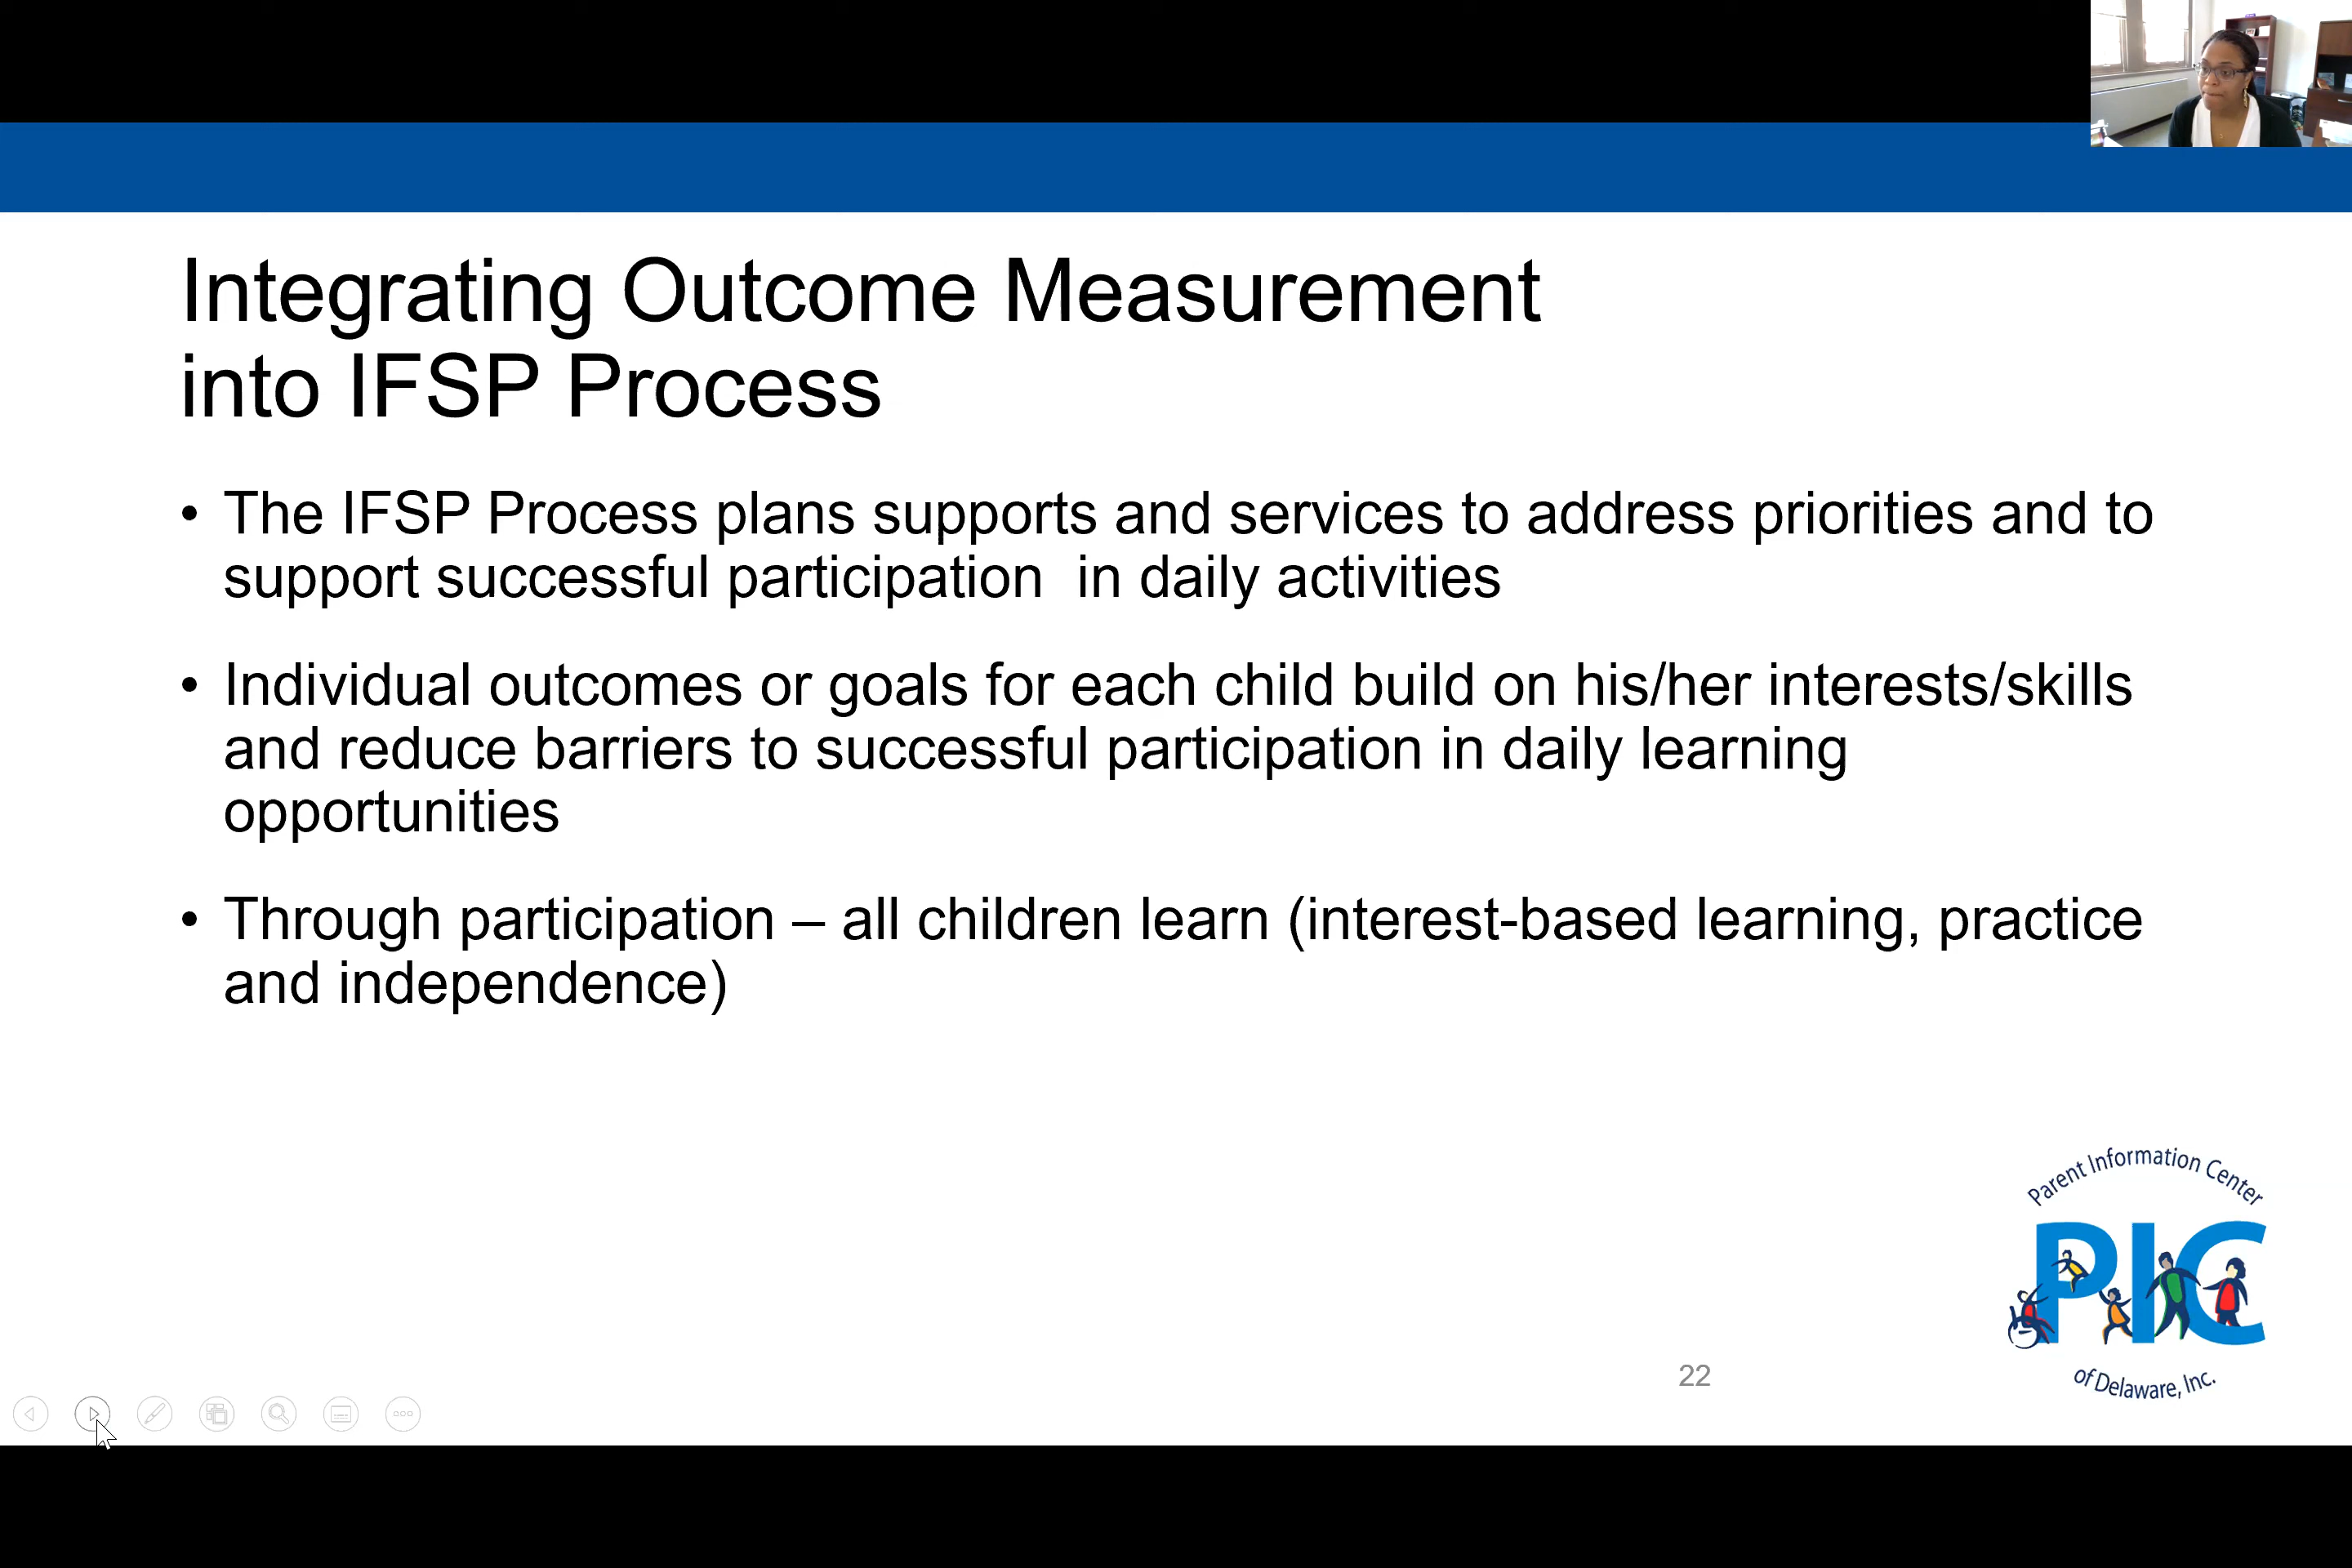 Integrating Outcome Measurement
into IFSP Process
• The IFSP Process plans supports and services to address priorities and to
support successful participation  in daily activities
• Individual outcomes or goals for each child build on his/her interests/skills
and reduce barriers to successful participation in daily learning
opportunities
• Through participation – all children learn (interest-based learning, practice
and independence)
Parent Information Center
PIC
of Delaware, Inc.
22